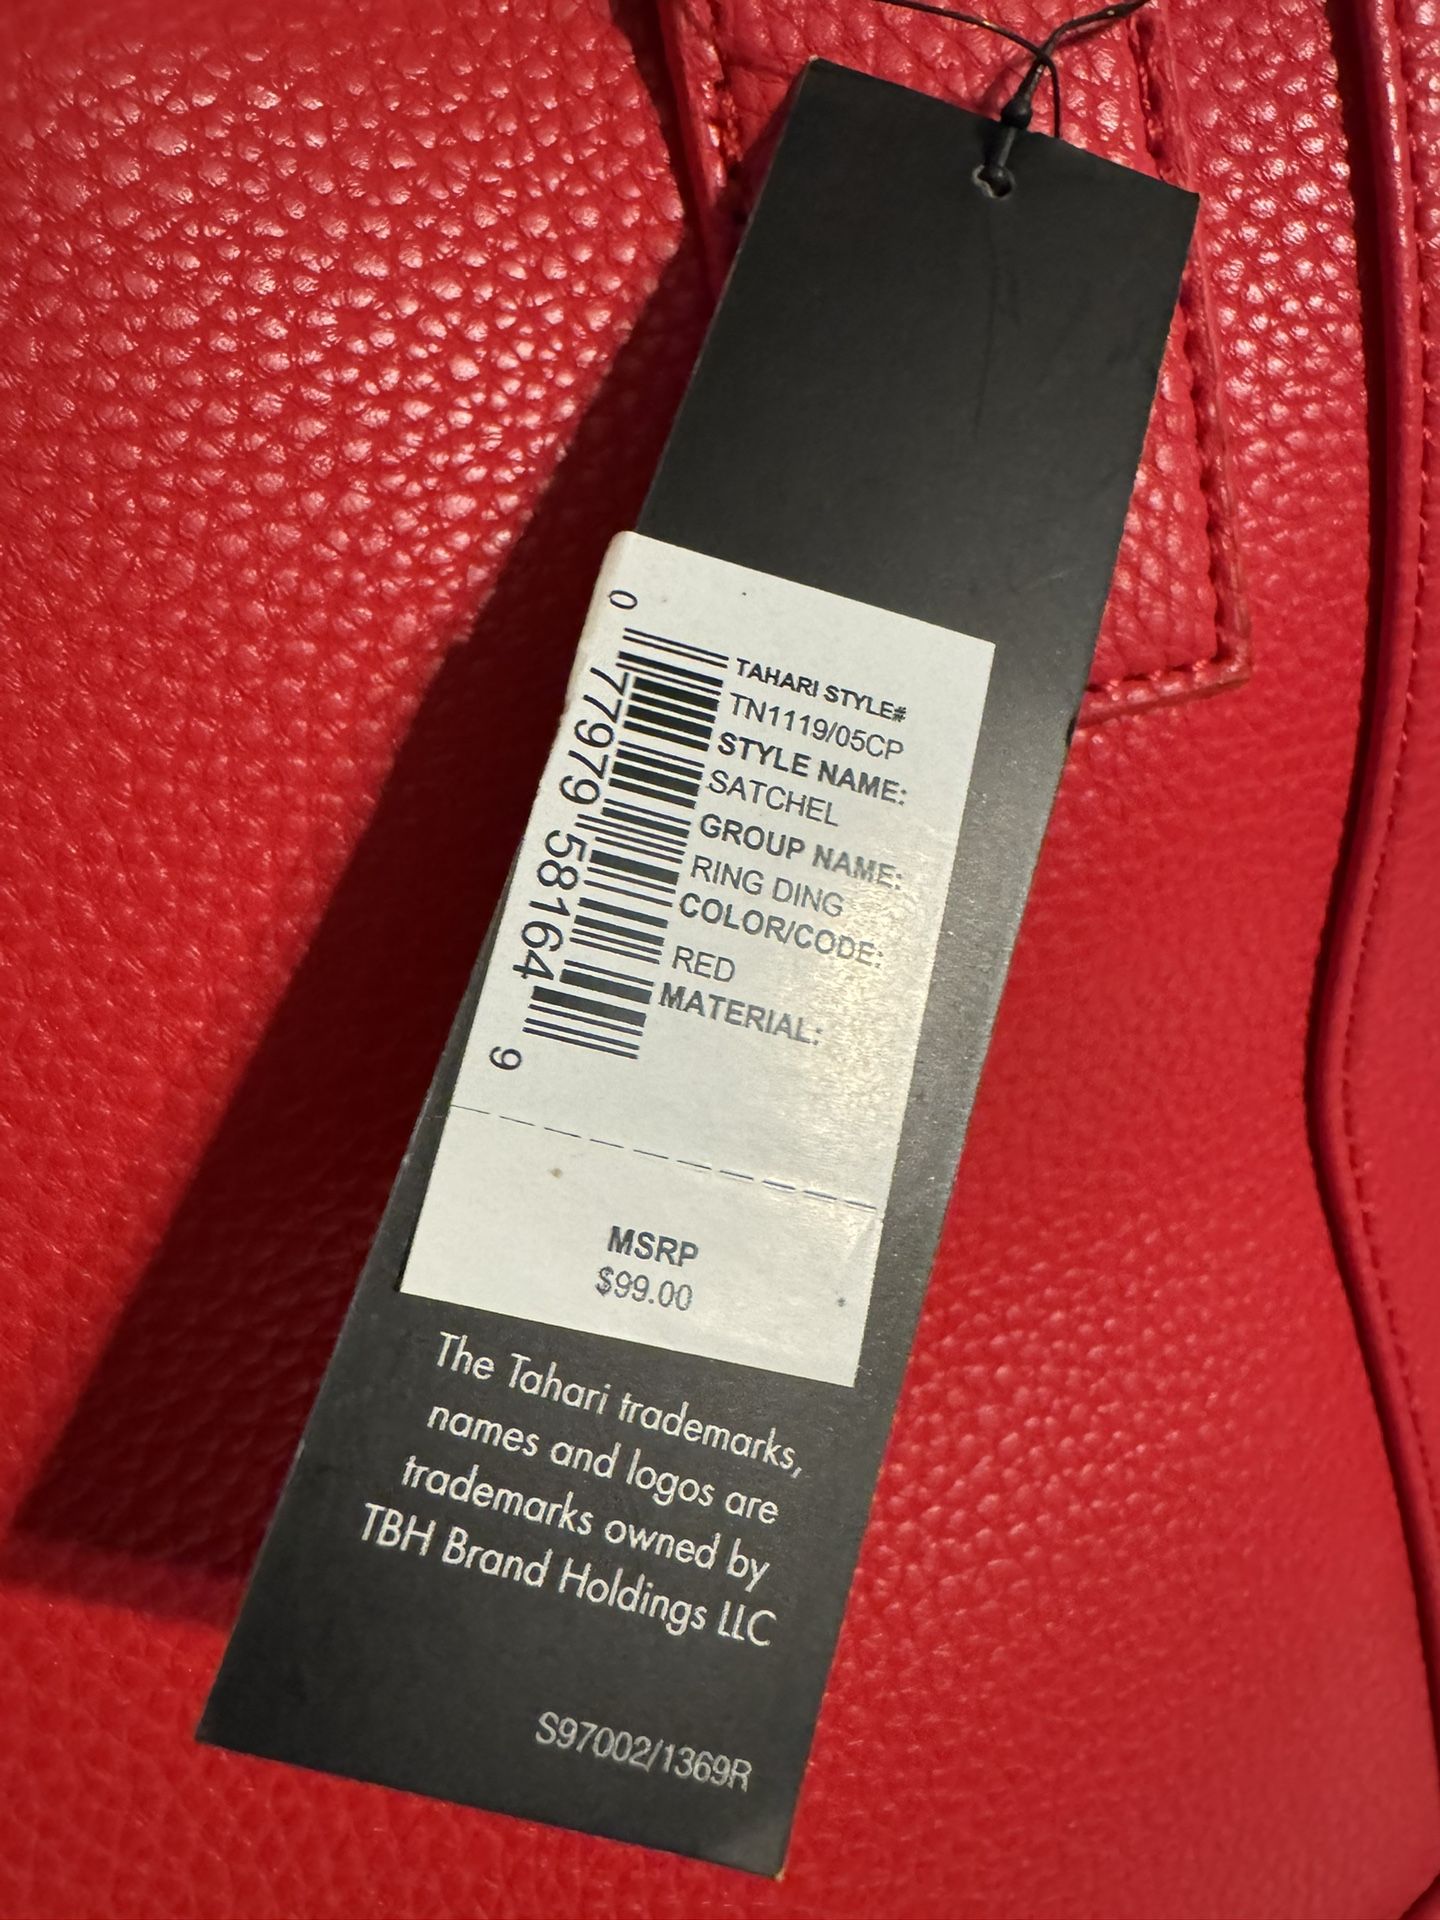 TAHARI STYLE#
TN1119/05CP
STYLE NAME:
SATCHEL
GROUP NAME:
RING DING
COLOR/CODE:
RED
MATERIAL:
0 77979 58164 9
MSRP
$99.00
The Tahari trademarks,
names and logos are
trademarks owned by
TBH Brand Holdings LLC
S97002/1369R